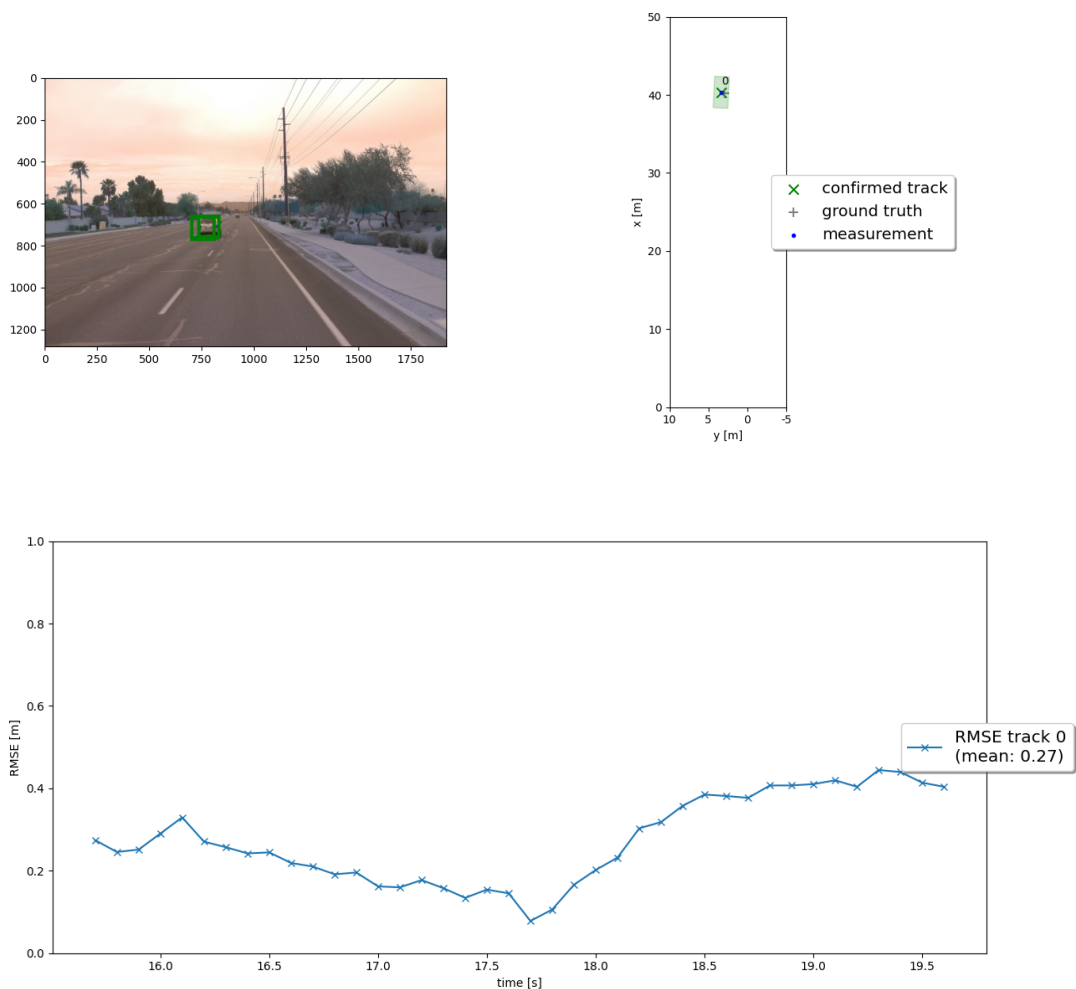 0
200
400
600
800
1000
1200
0 250 500 750 1000 1250 1500 1750
50
40
30
20
10
0
x [m]
10 5 0 -5
y [m]
0
confirmed track
ground truth
measurement
1.0
0.8
0.6
0.4
0.2
0.0
RMSE [m]
16.0 16.5 17.0 17.5 18.0 18.5 19.0 19.5
time [s]
RMSE track 0
(mean: 0.27)